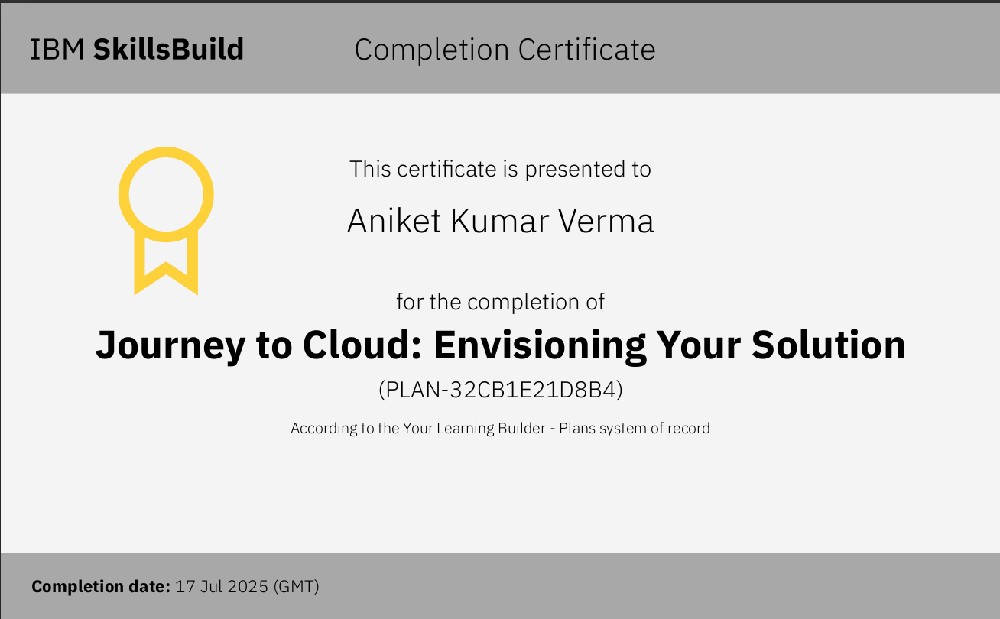 IBM SkillsBuild
Completion Certificate
This certificate is presented to
Aniket Kumar Verma
for the completion of
Journey to Cloud: Envisioning Your Solution
(PLAN-32CB1E21D8B4)
According to the Your Learning Builder - Plans system of record
Completion date: 17 Jul 2025 (GMT)